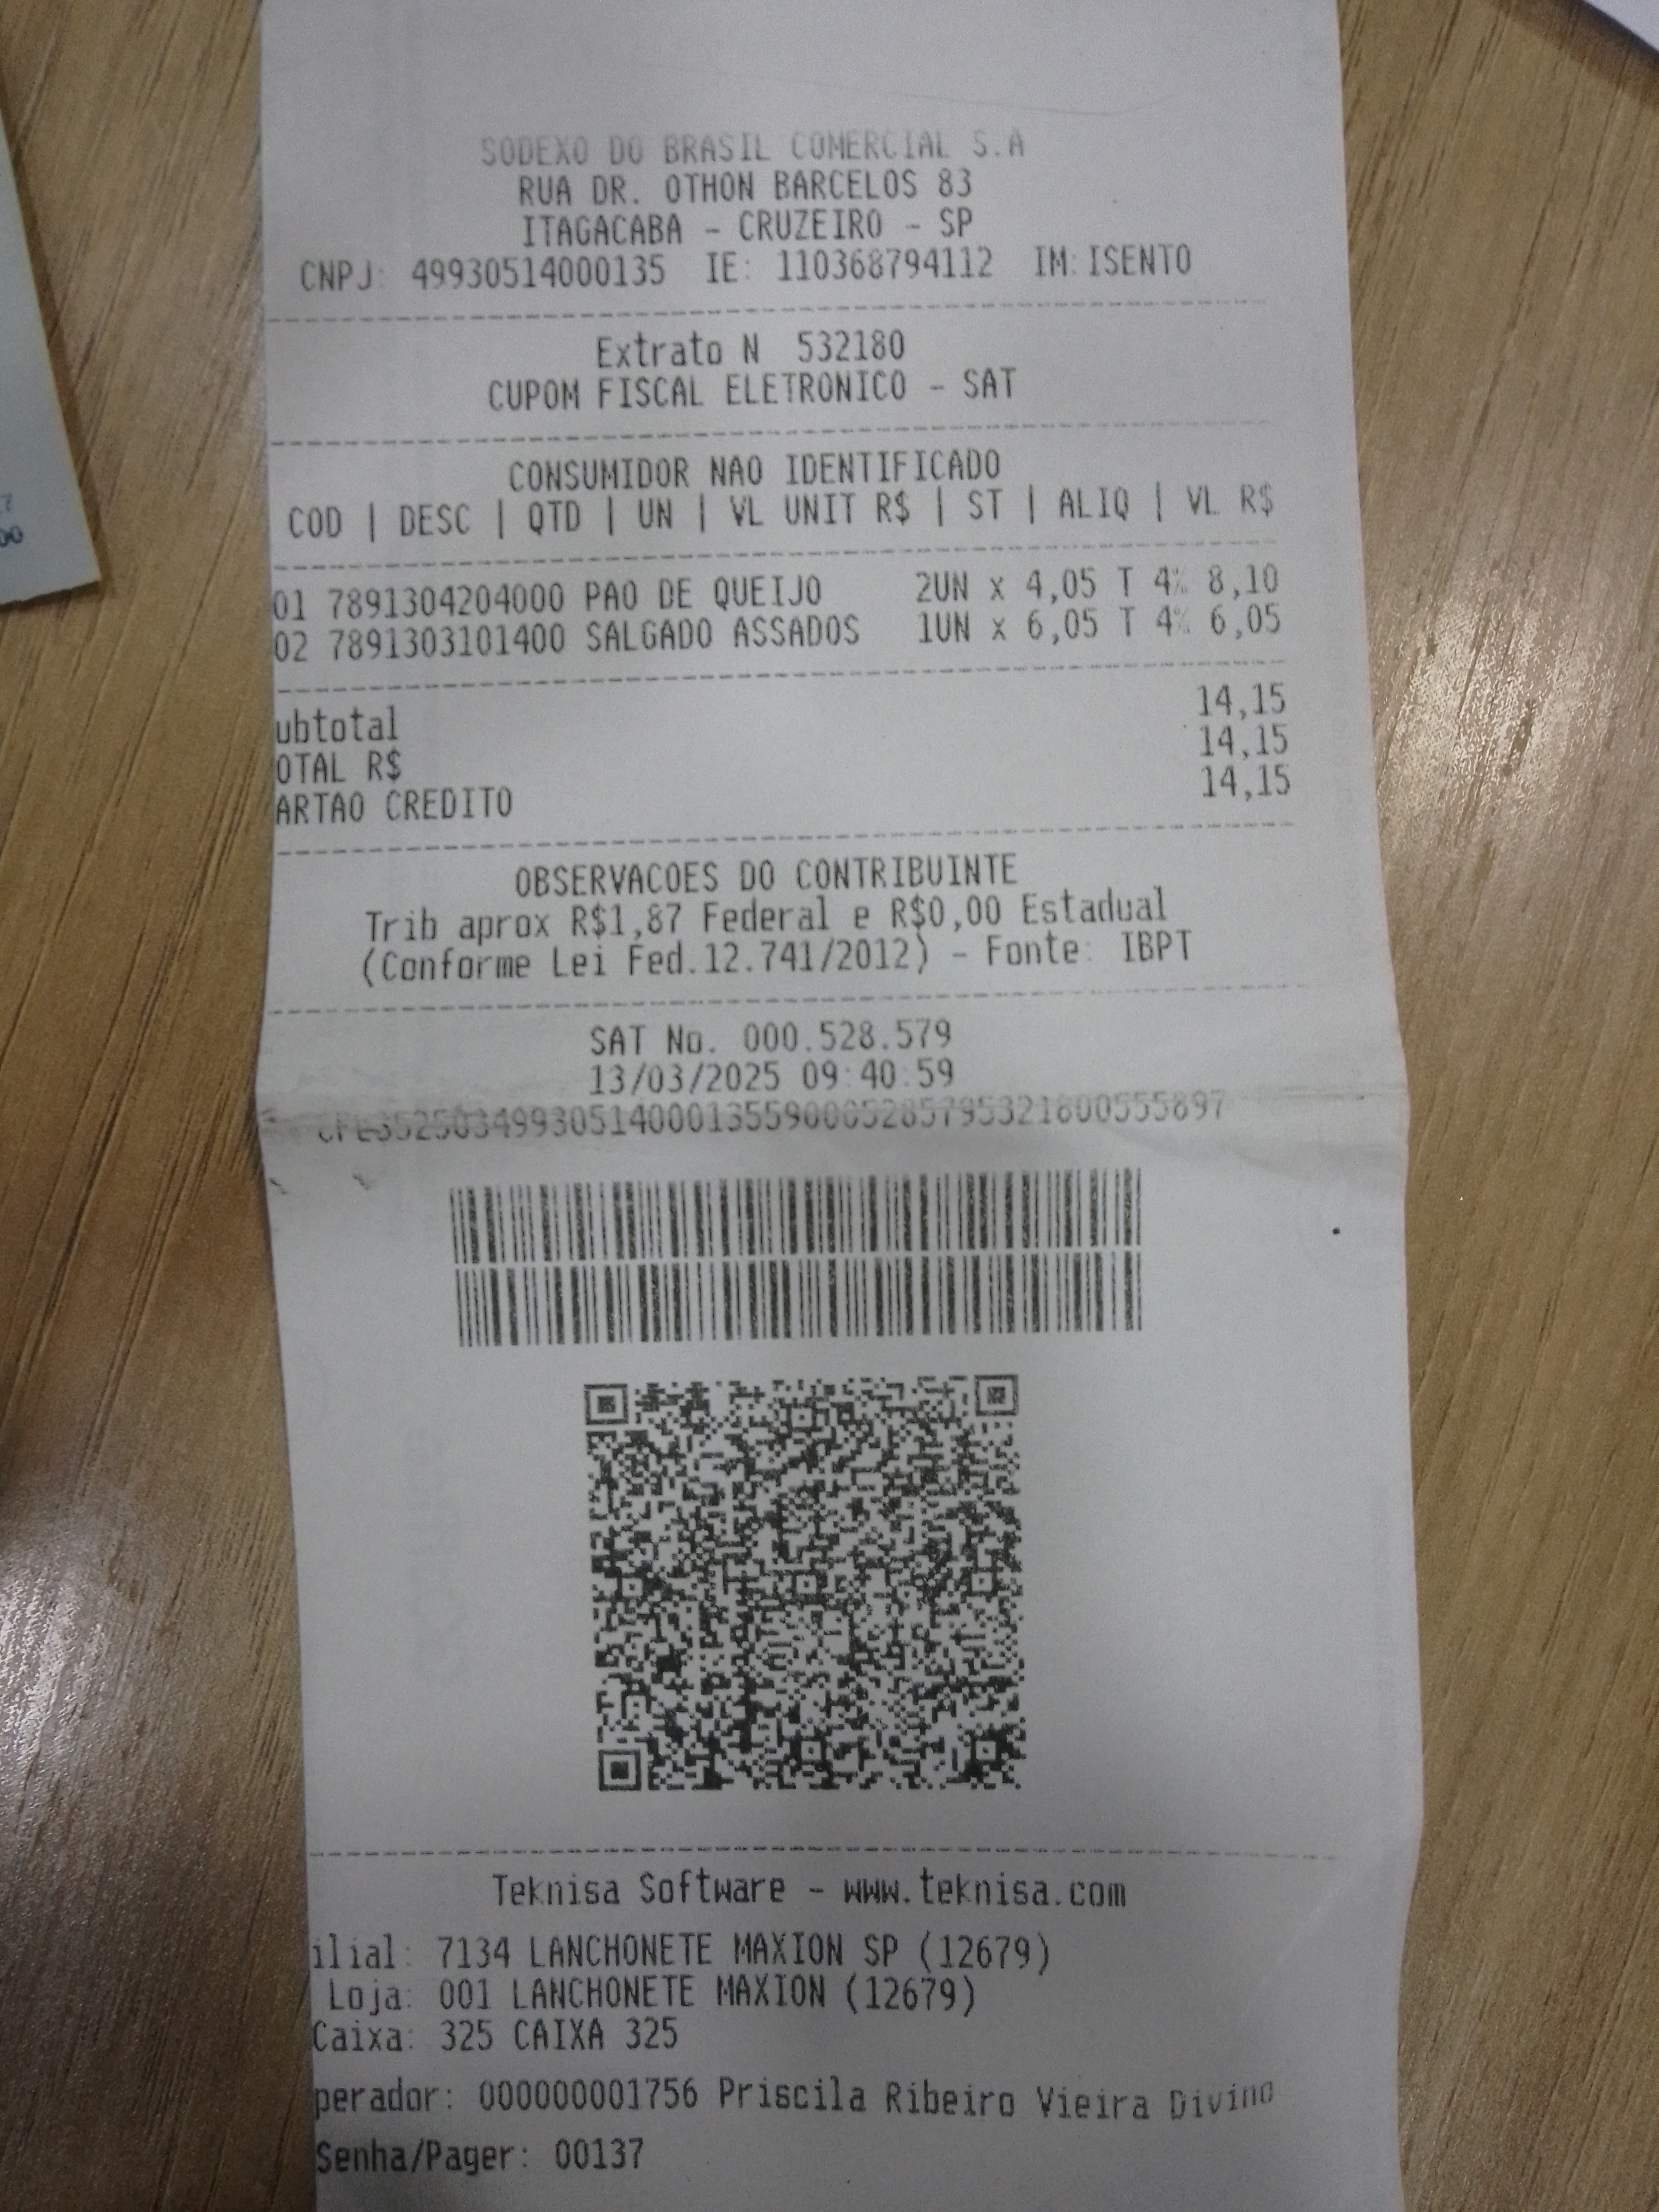 SODEXO DO BRASIL COMERCIAL S.A
RUA DR. OTHON BARCELOS 83
ITAGACABA - CRUZEIRO - SP
CNPJ: 49930514000135 IE: 110368794112 IM:ISENTO
Extrato N 532180
CUPOM FISCAL ELETRONICO - SAT
CONSUMIDOR NAO IDENTIFICADO
COD | DESC | QTD | UN | VL UNIT R$ | ST | ALIQ | VL R$
01 7891304204000 PAO DE QUEIJO 2UN x 4,05 T 4% 8,10
02 7891303101400 SALGADO ASSADOS 1UN x 6,05 T 4% 6,05
ubtotal 14,15
OTAL R$ 14,15
ARTAO CREDITO 14,15
OBSERVACOES DO CONTRIBUINTE
Trib aprox R$1,87 Federal e R$0,00 Estadual
(Conforme Lei Fed.12.741/2012) - Fonte: IBPT
SAT No. 000.528.579
13/03/2025 09:40:59
CFE35250349930514000135590005285795321800555897
Teknisa Software - www.teknisa.com
ilial: 7134 LANCHONETE MAXION SP (12679)
Loja: 001 LANCHONETE MAXION (12679)
Caixa: 325 CAIXA 325
perador: 000000001756 Priscila Ribeiro Vieira Divino
Senha/Pager: 00137